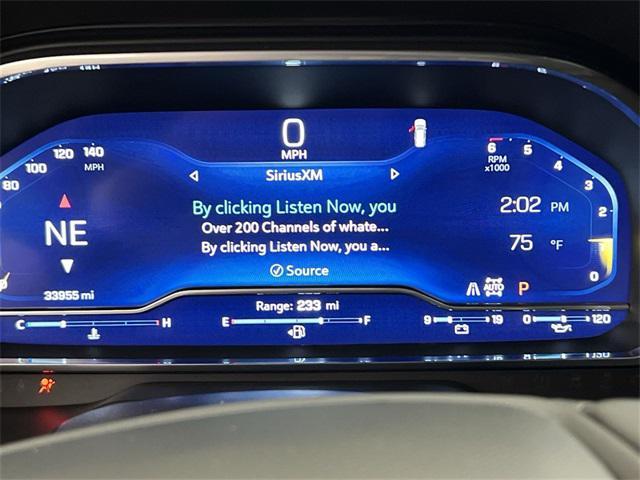 0
MPH
120 140
100
MPH
80
SiriusXM
By clicking Listen Now, you
Over 200 Channels of whate...
By clicking Listen Now, you a...
Source
NE
33955 mi
6 5 4 3 2 1 0
RPM
x1000
2:02 PM
75 °F
AUTO
P
Range: 233 mi
C H
E F
9 19
0 120